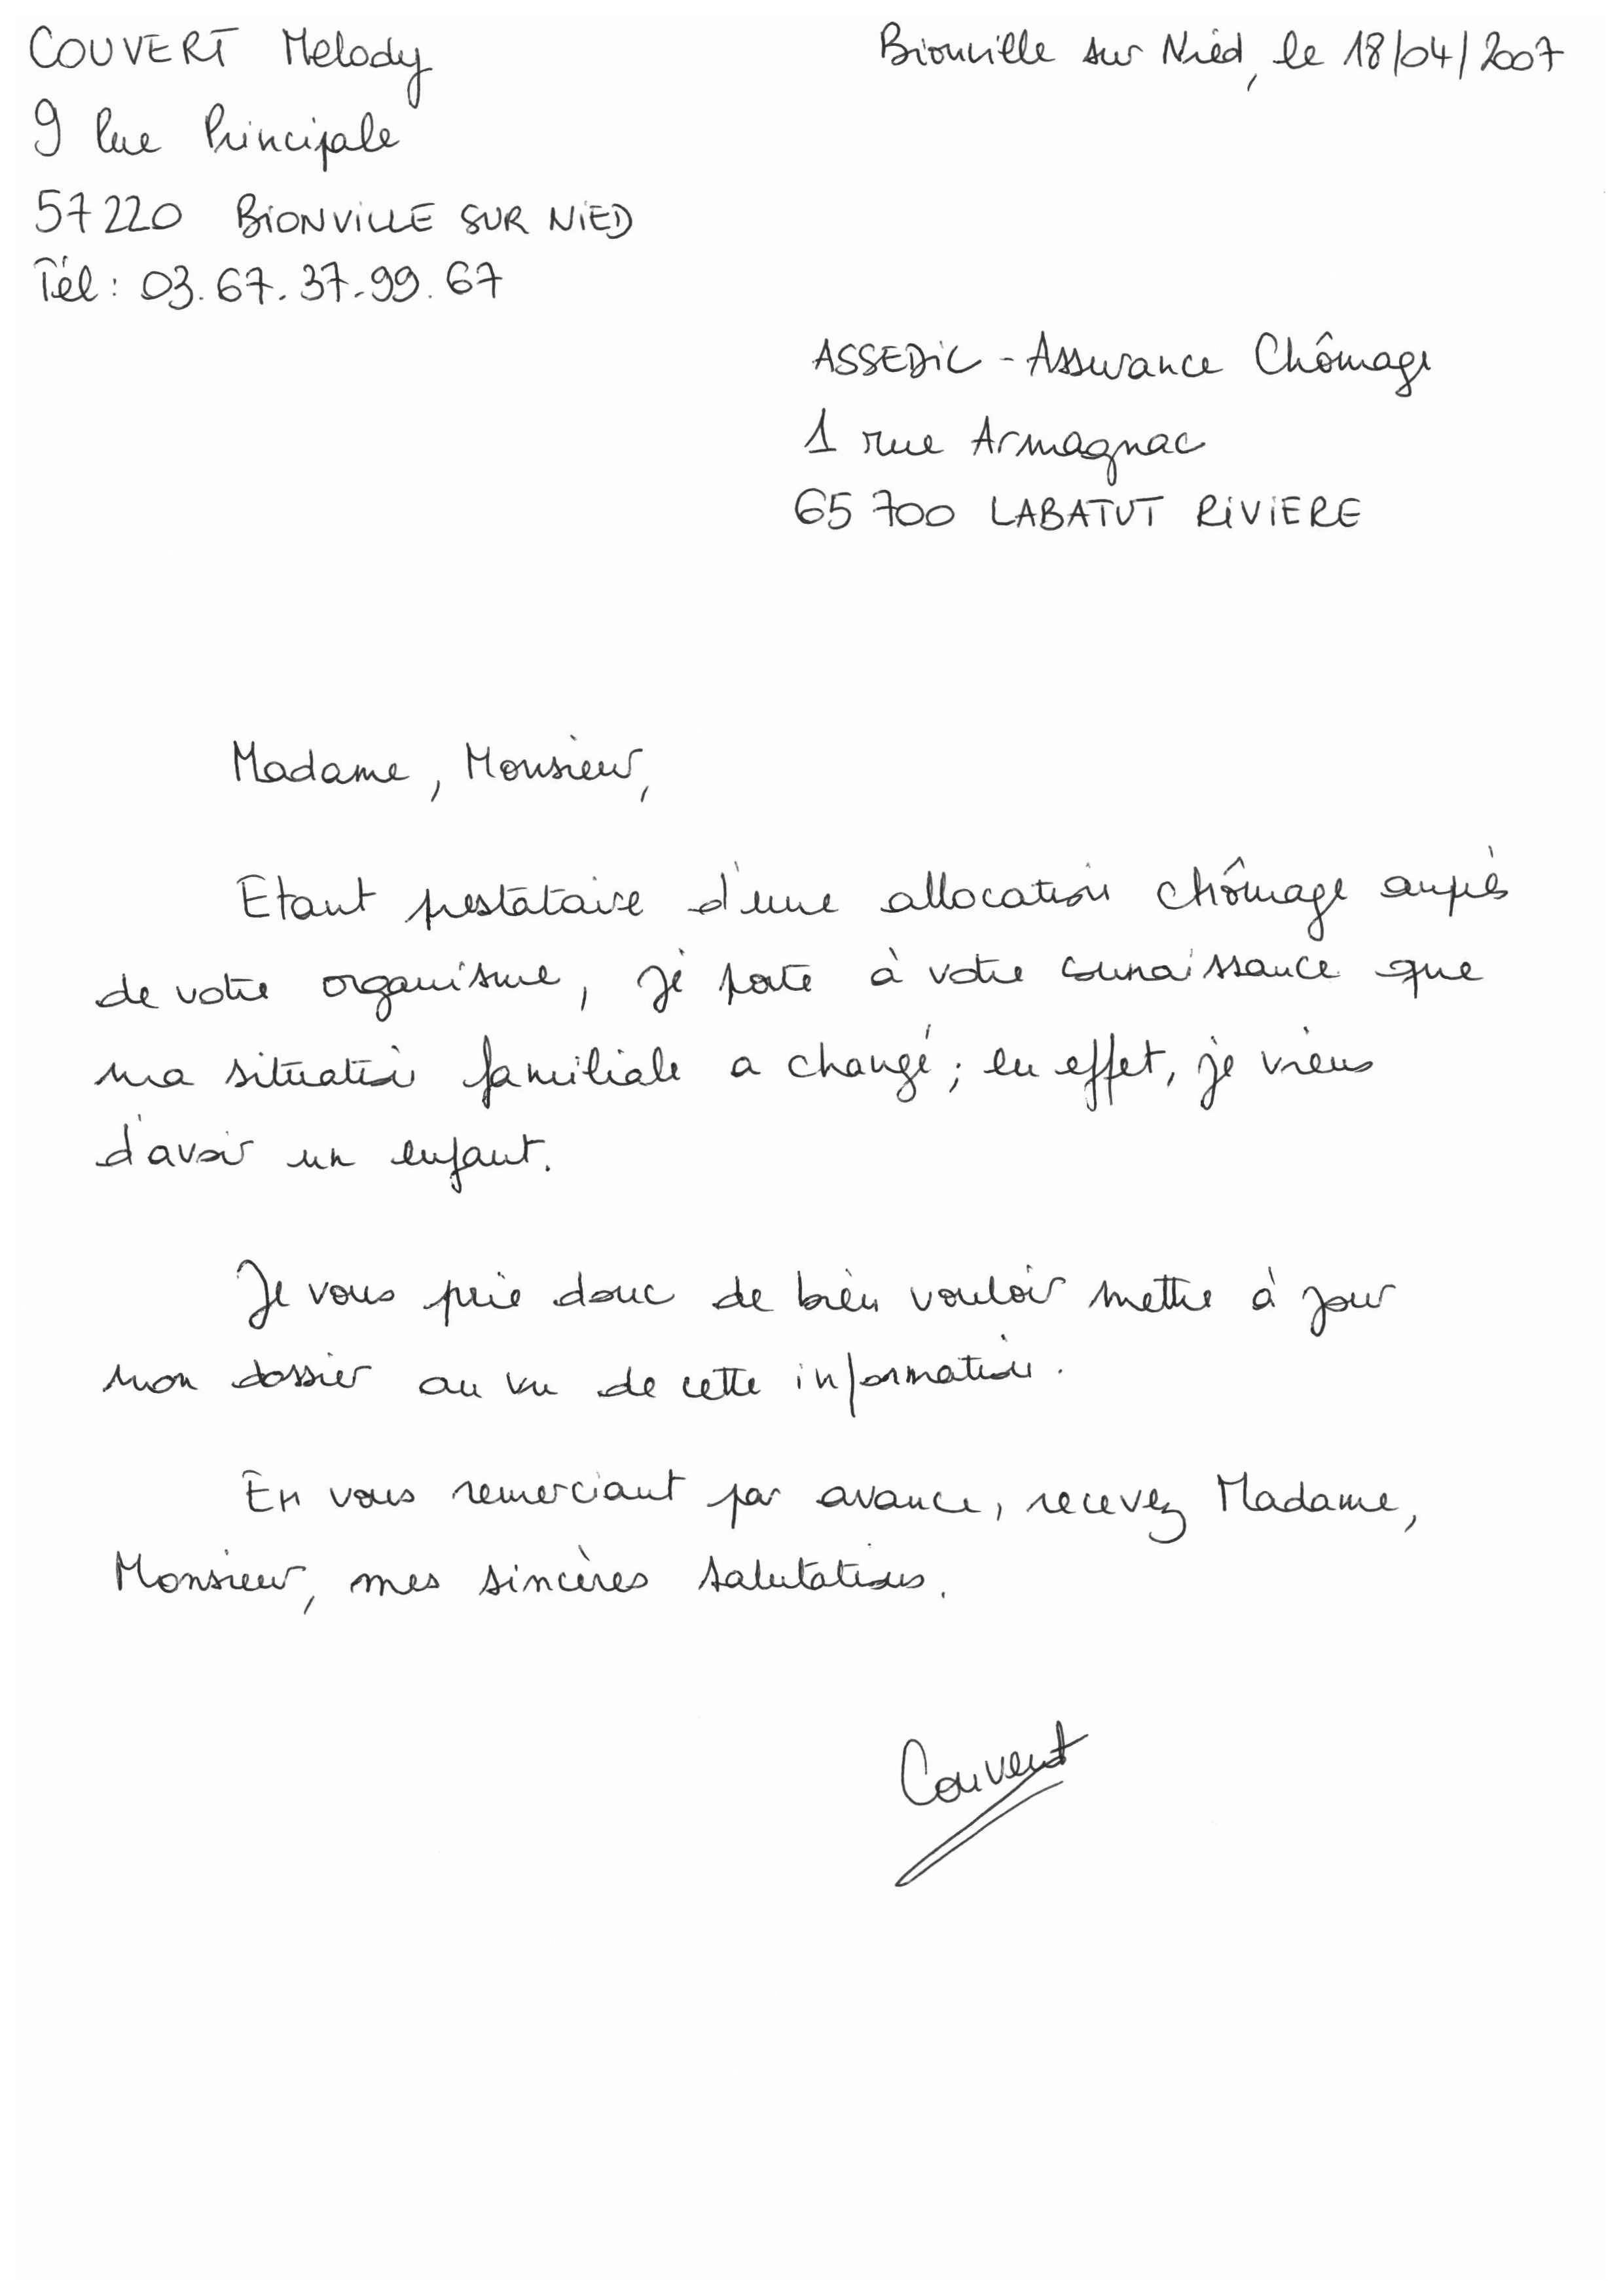 COUVERT Melody
Bionville sur Nied, le 18/04/2007
9 Rue Principale
57220 BIONVILLE SUR NIED
Tél : 03.67.37.99.67
ASSEDIC - Assurance Chômage
1 rue Armagnac
65 700 LABATUT RIVIERE
Madame, Monsieur,
Etant prestataire d'une allocation chômage auprès
de votre organisme, je porte à votre connaissance que
ma situation familiale a changé ; en effet, je viens
d'avoir un enfant.
Je vous prie donc de bien vouloir mettre à jour
mon dossier au vu de cette information.
En vous remerciant par avance, recevez Madame,
Monsieur, mes sincères salutations.
Couvert